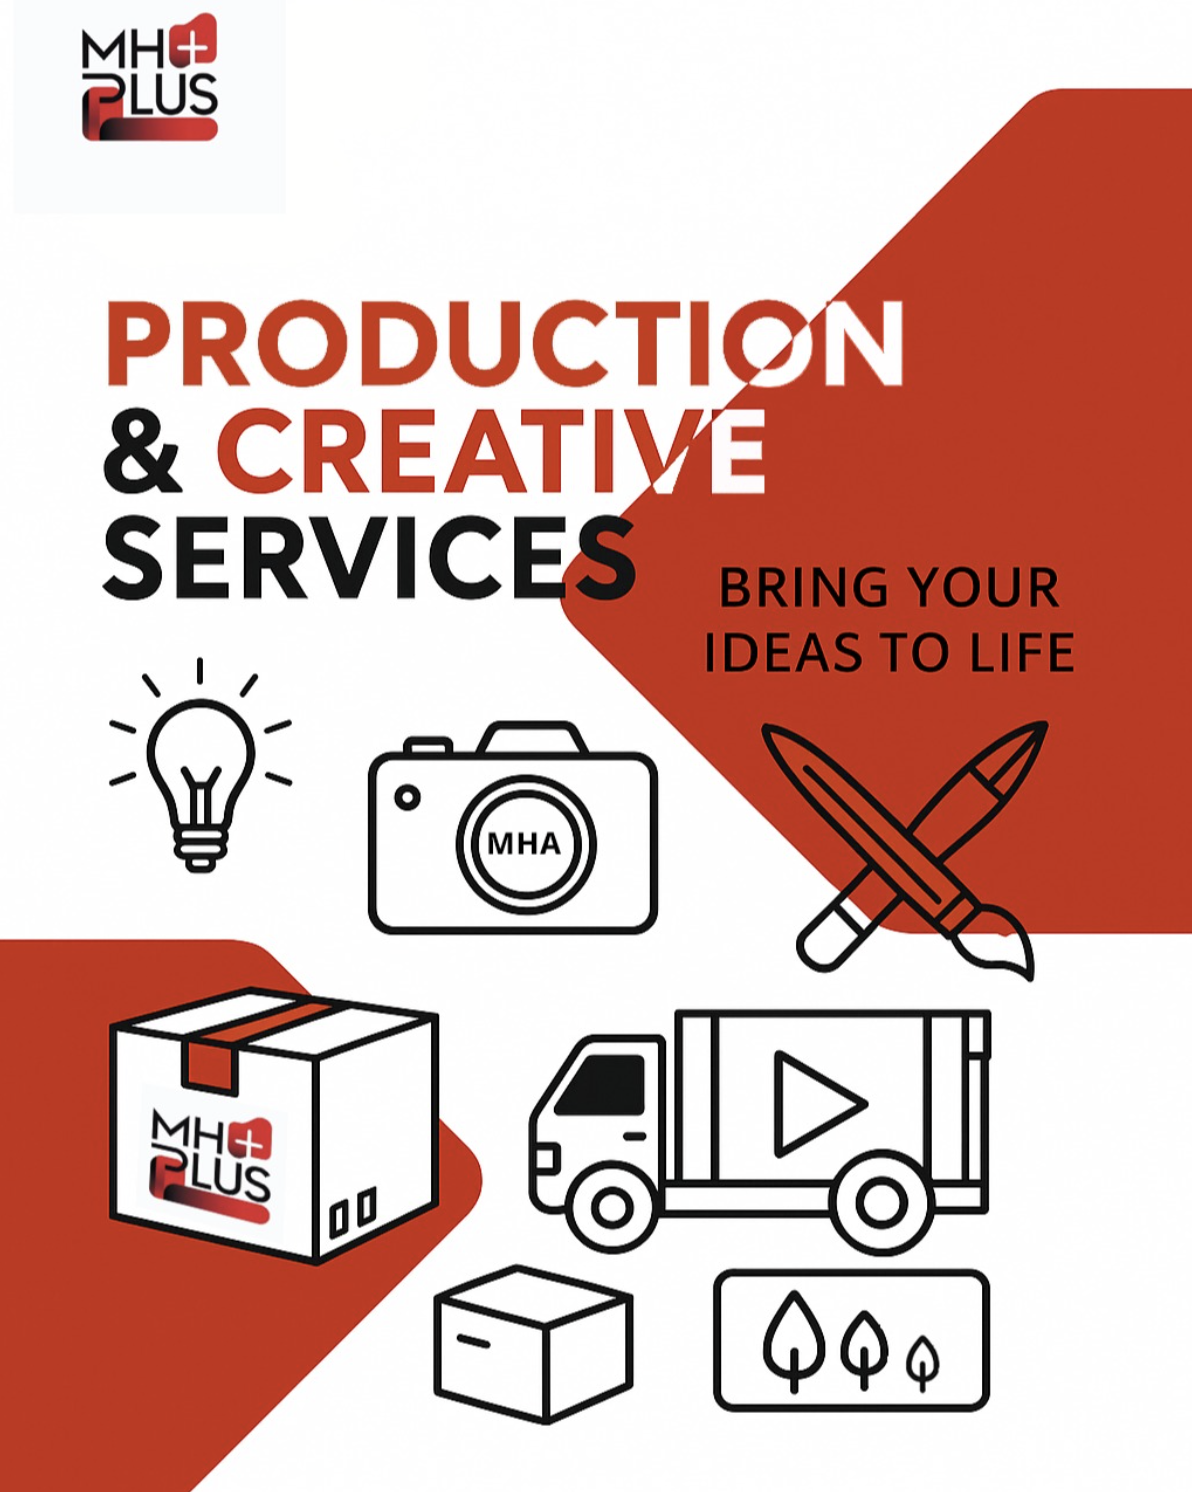 MH+
PLUS
PRODUCTION
& CREATIVE
SERVICES
BRING YOUR
IDEAS TO LIFE
MHA
MH+
PLUS